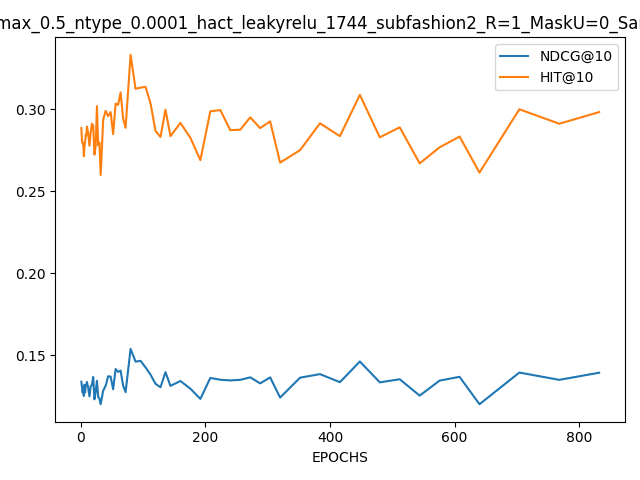 max_0.5_ntype_0.0001_hact_leakyrelu_1744_subfashion2_R=1_MaskU=0_Sa
NDCG@10
HIT@10
0.30
0.25
0.20
0.15
0 200 400 600 800
EPOCHS